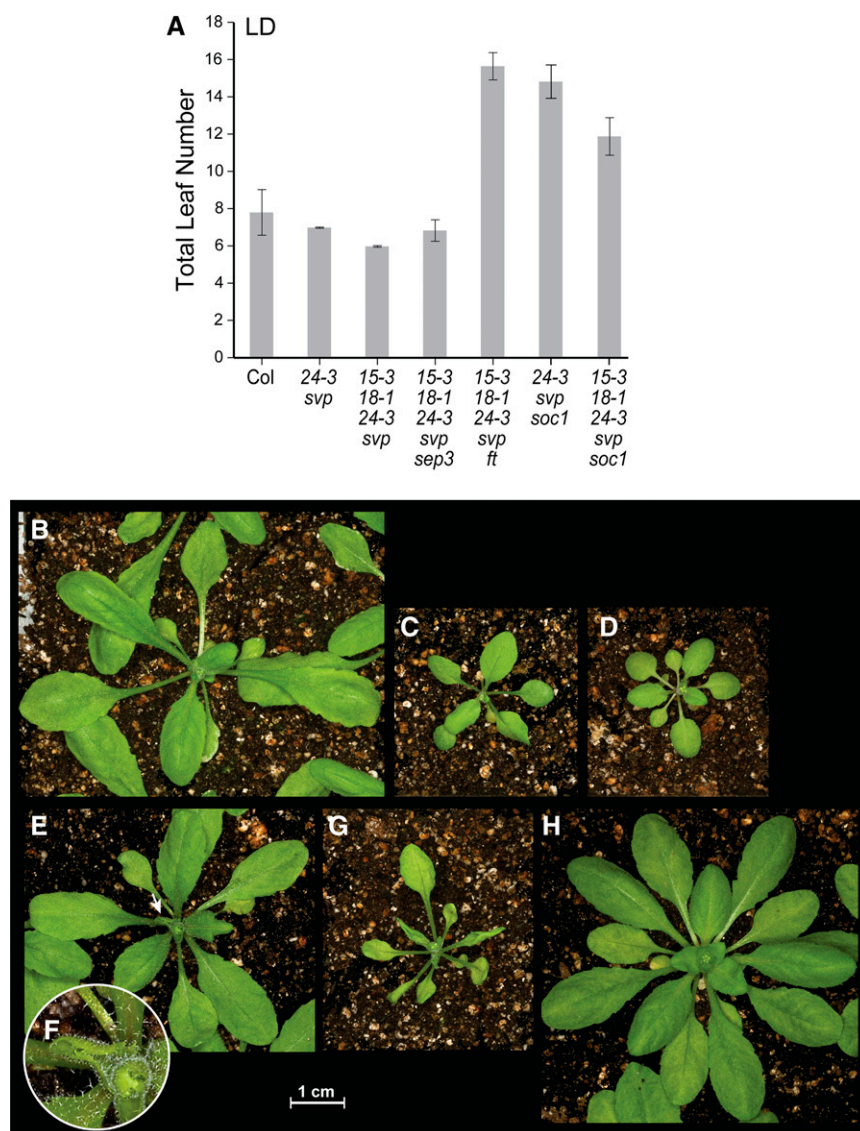 A LD
18
16
14
12
10
8
6
4
2
0
Total Leaf Number
Col
24-3
svp
15-3
18-1
24-3
svp
15-3
18-1
24-3
svp
sep3
15-3
18-1
24-3
svp
ft
24-3
svp
soc1
15-3
18-1
24-3
svp
soc1
B
C
D
E
G
H
F
1 cm